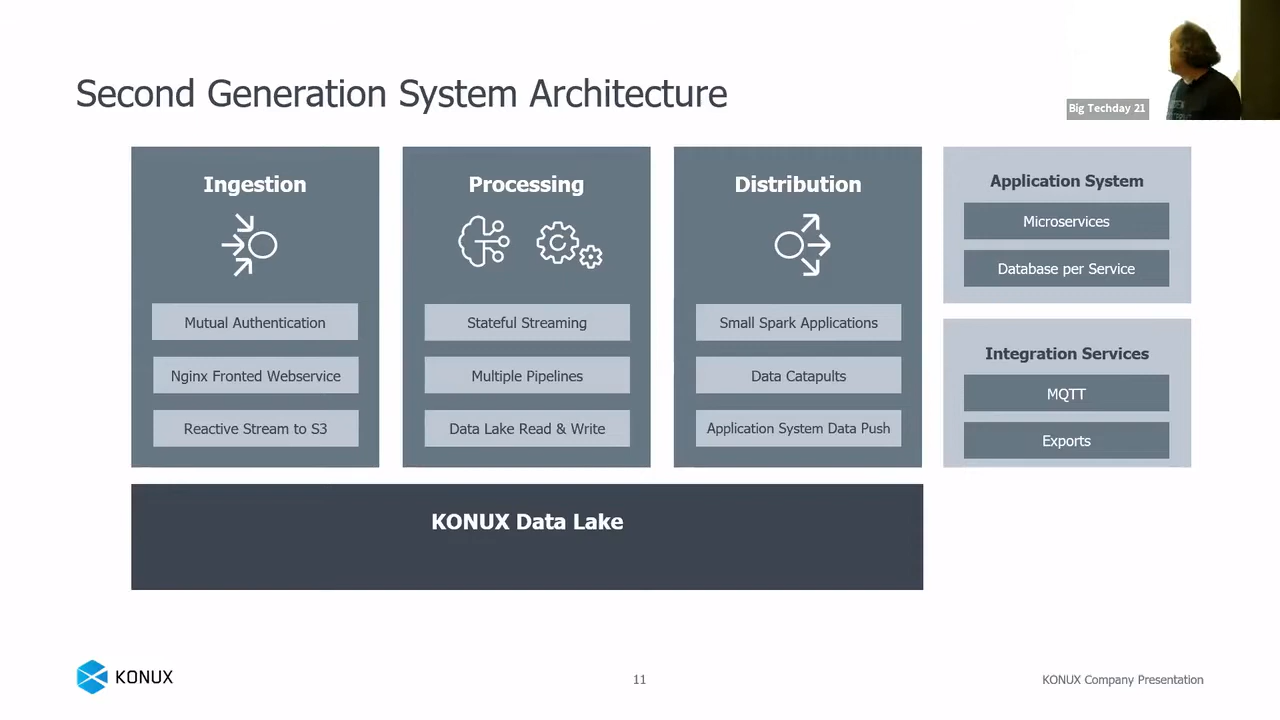 Second Generation System Architecture
Big Techday 21
Ingestion
Mutual Authentication
Nginx Fronted Webservice
Reactive Stream to S3
Processing
Stateful Streaming
Multiple Pipelines
Data Lake Read & Write
Distribution
Small Spark Applications
Data Catapults
Application System Data Push
Application System
Microservices
Database per Service
Integration Services
MQTT
Exports
KONUX Data Lake
KONUX
11
KONUX Company Presentation